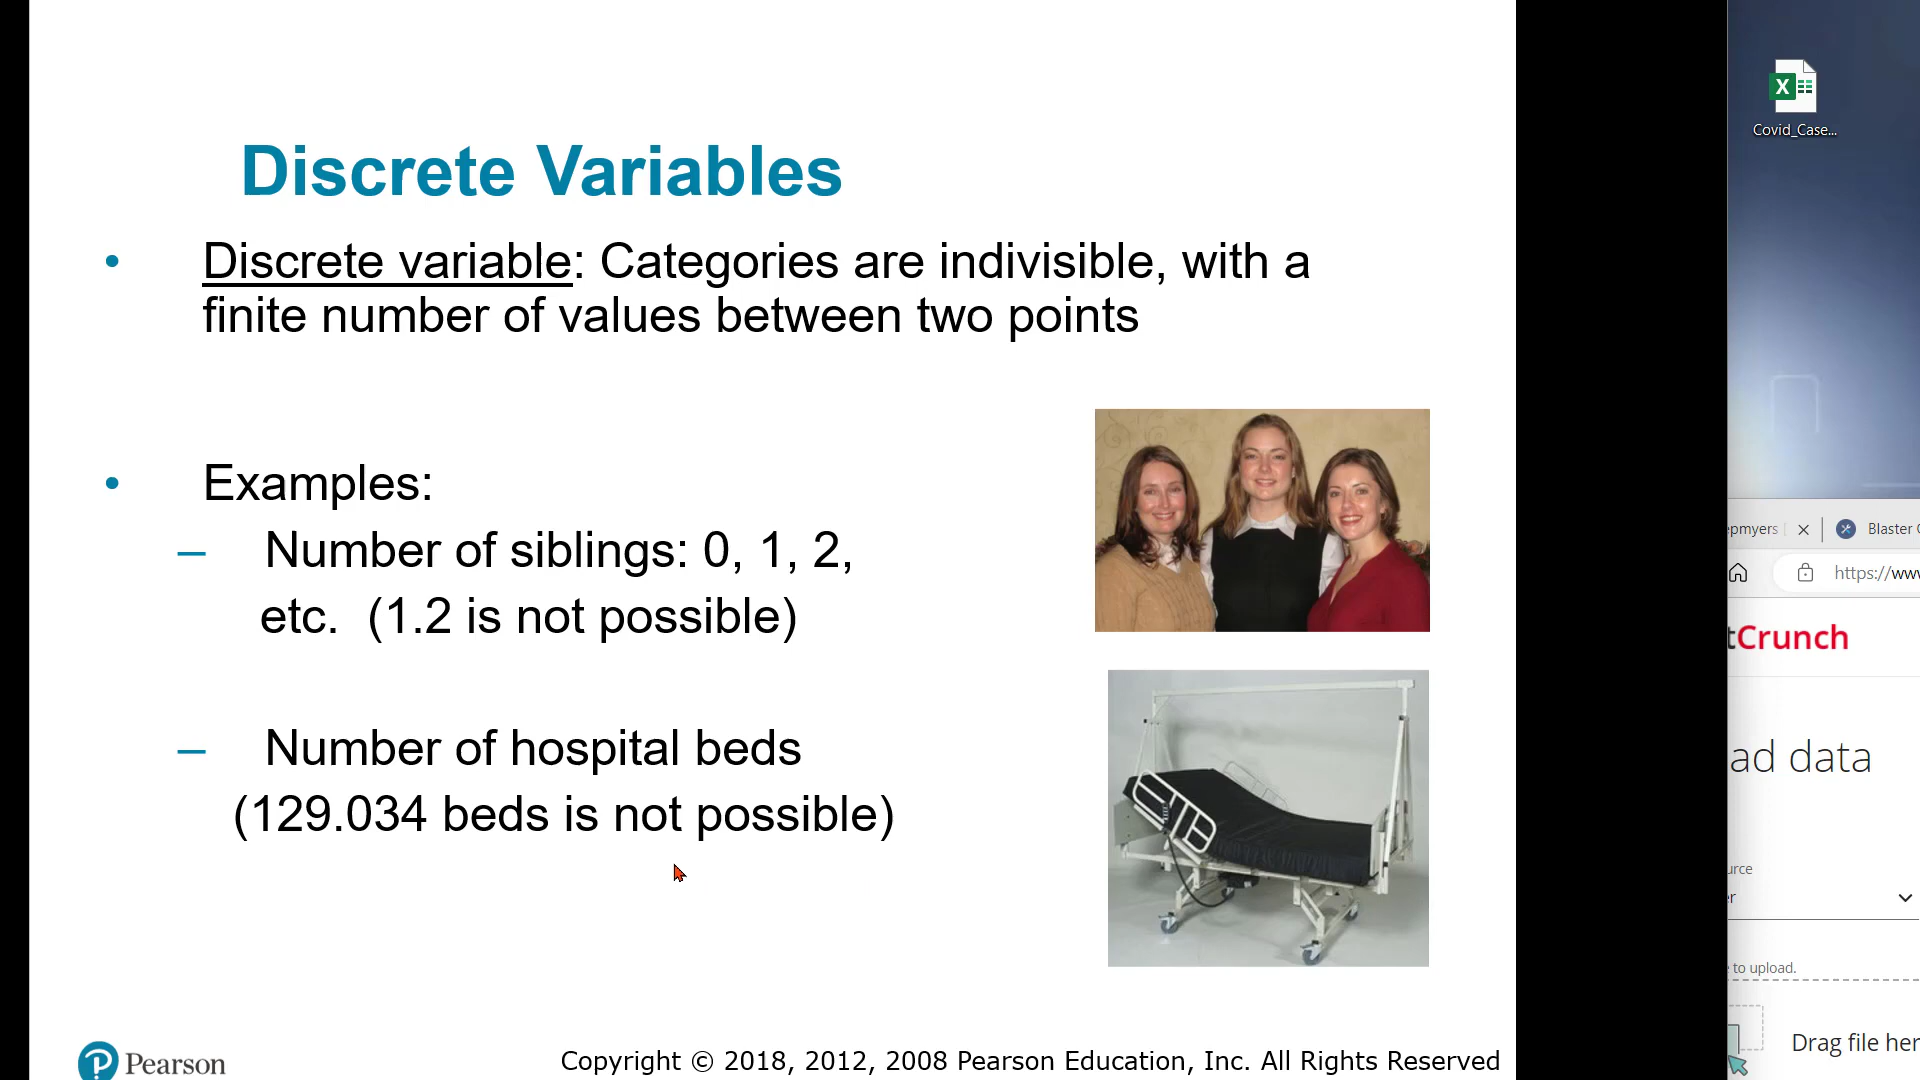 Discrete Variables
• Discrete variable: Categories are indivisible, with a
finite number of values between two points
• Examples:
– Number of siblings: 0, 1, 2,
etc. (1.2 is not possible)
– Number of hospital beds
(129.034 beds is not possible)
Pearson
Copyright © 2018, 2012, 2008 Pearson Education, Inc. All Rights Reserved
Covid_Case...
epmyers
Blaster
https://www
tCrunch
ad data
urce
er
to upload.
Drag file her